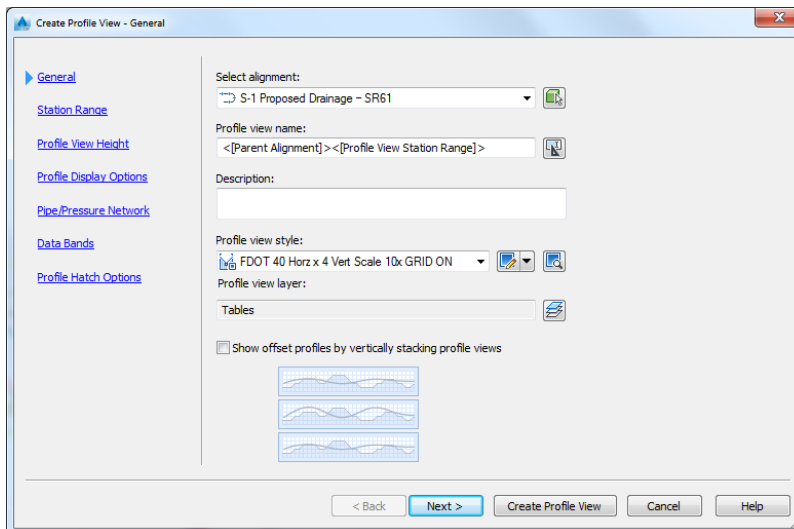 Create Profile View - General
General
Station Range
Profile View Height
Profile Display Options
Pipe/Pressure Network
Data Bands
Profile Hatch Options
Select alignment:
S-1 Proposed Drainage - SR61
Profile view name:
<[Parent Alignment]><[Profile View Station Range]>
Description:
Profile view style:
FDOT 40 Horz x 4 Vert Scale 10x GRID ON
Profile view layer:
Tables
Show offset profiles by vertically stacking profile views
< Back
Next >
Create Profile View
Cancel
Help